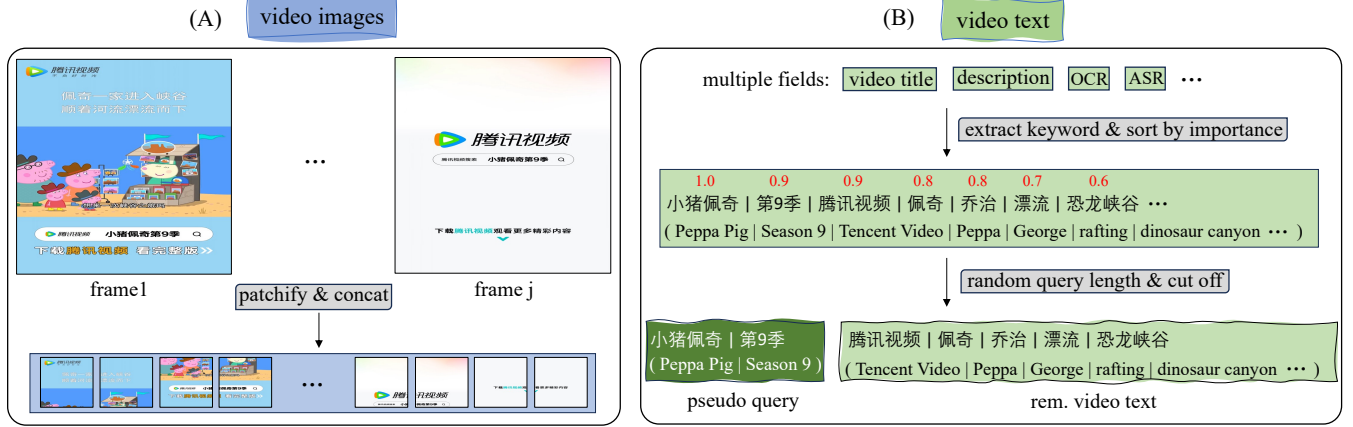 (A)
video images
腾讯视频
佩奇一家进入峡谷
顺着河流漂流而下
腾讯视频 小猪佩奇第9季
下载腾讯视频 看完整版
...
腾讯视频
小猪佩奇第9季
下载腾讯视频观看更多精彩内容
frame1
frame j
patchify & concat
...
(B)
video text
multiple fields: video title description OCR ASR ...
extract keyword & sort by importance
1.0 0.9 0.9 0.8 0.8 0.7 0.6
小猪佩奇 | 第9季 | 腾讯视频 | 佩奇 | 乔治 | 漂流 | 恐龙峡谷 ...
( Peppa Pig | Season 9 | Tencent Video | Peppa | George | rafting | dinosaur canyon ... )
random query length & cut off
小猪佩奇 | 第9季
( Peppa Pig | Season 9 )
pseudo query
腾讯视频 | 佩奇 | 乔治 | 漂流 | 恐龙峡谷
( Tencent Video | Peppa | George | rafting | dinosaur canyon ... )
rem. video text